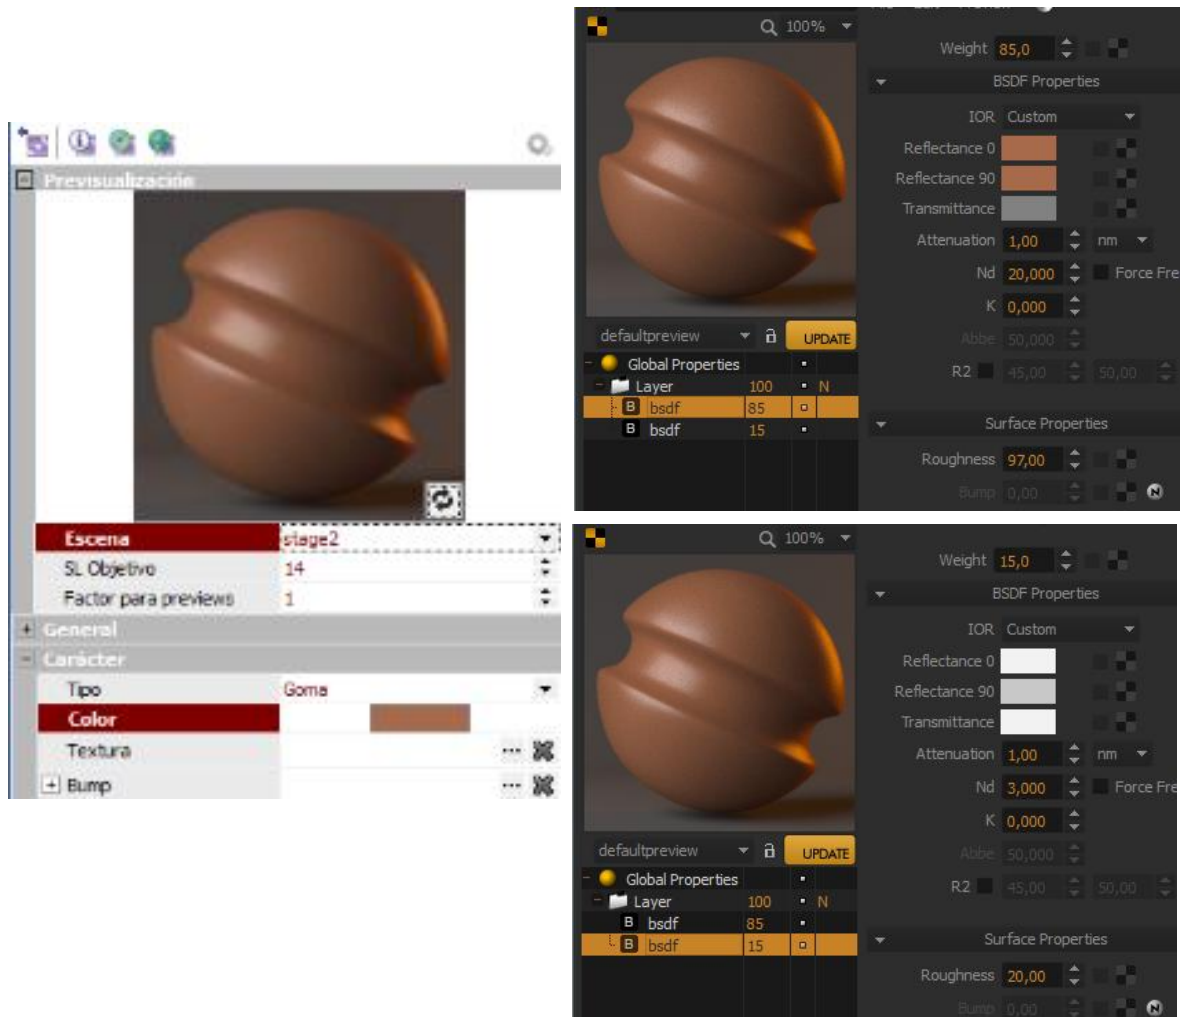 Previsualización
Escena stage2
SL Objetivo 14
Factor para previews 1
General
Carácter
Tipo Goma
Color
Textura ...
Bump ...
100%
defaultpreview UPDATE
Global Properties
Layer 100 N
B bsdf 85
B bsdf 15
Weight 85,0
BSDF Properties
IOR Custom
Reflectance 0
Reflectance 90
Transmittance
Attenuation 1,00 nm
Nd 20,000 Force Fre
K 0,000
Abbe 50,000
R2 45,00 50,00
Surface Properties
Roughness 97,00
Bump 0,00 N
100%
defaultpreview UPDATE
Global Properties
Layer 100 N
B bsdf 85
B bsdf 15
Weight 15,0
BSDF Properties
IOR Custom
Reflectance 0
Reflectance 90
Transmittance
Attenuation 1,00 nm
Nd 3,000 Force Fre
K 0,000
Abbe 50,000
R2 45,00 50,00
Surface Properties
Roughness 20,00
Bump 0,00 N